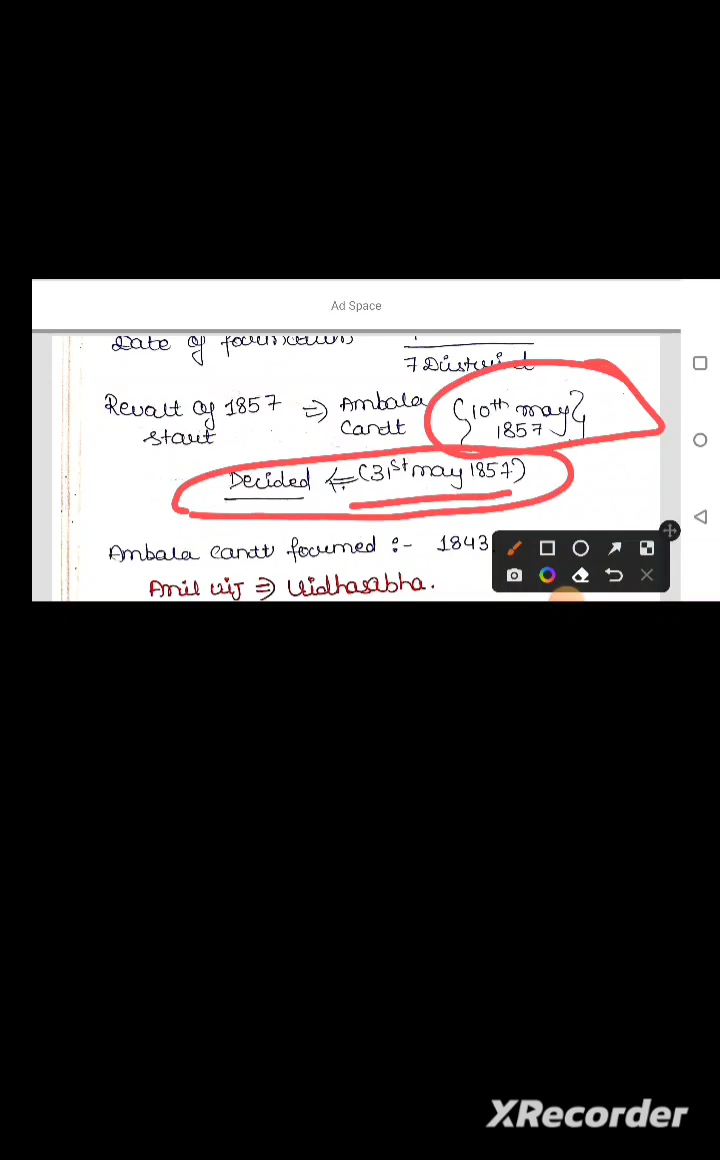 Ad Space
Date of
7 District
Revolt of 1857 => Ambala {10th may}
start Cantt 1857
Decided <= (31st may 1857)
Ambala cantt formed :- 1843
Anil vij => Vidhasabha.
XRecorder